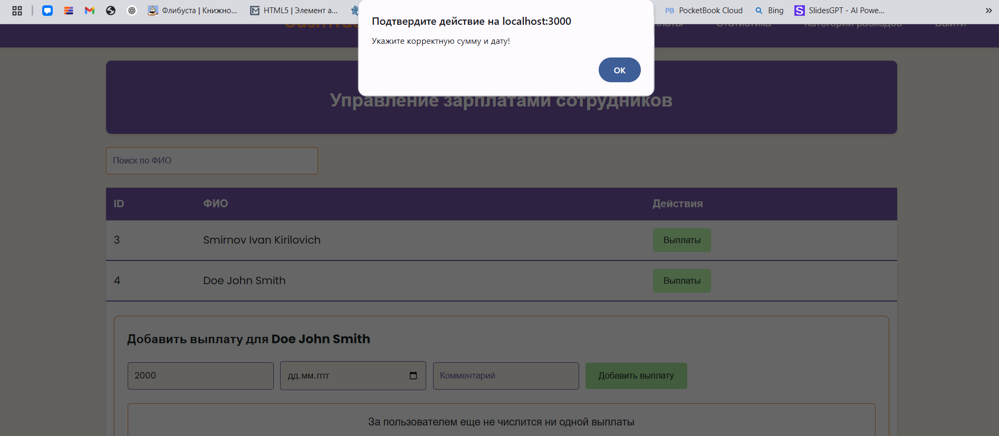 Флибуста | Книжно...
HTML5 | Элемент а...
PocketBook Cloud
Bing
SlidesGPT - AI Powe...
Подтвердите действие на localhost:3000
Укажите корректную сумму и дату!
OK
Статистика
Категории расходов
Выйти
Управление зарплатами сотрудников
Поиск по ФИО
ID ФИО Действия
3 Smirnov Ivan Kirilovich Выплаты
4 Doe John Smith Выплаты
Добавить выплату для Doe John Smith
2000 дд.мм.гггг Комментарий Добавить выплату
За пользователем еще не числится ни одной выплаты